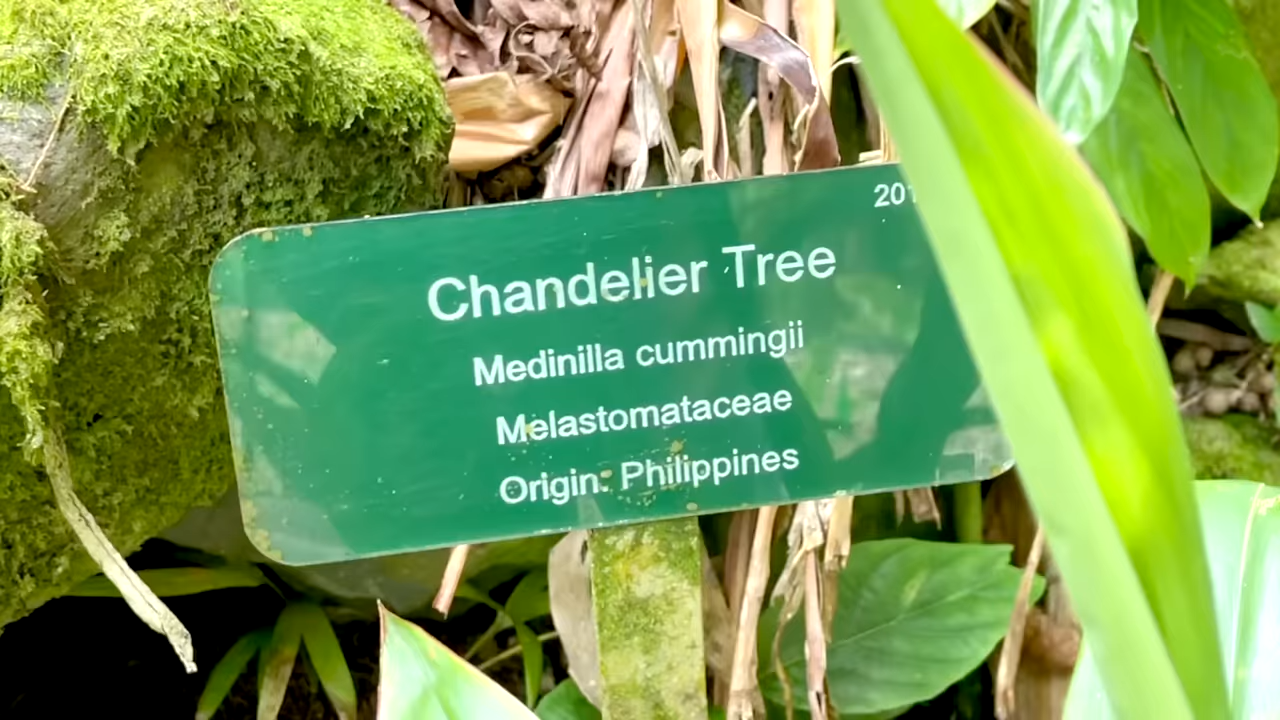 Chandelier Tree
Medinilla cummingii
Melastomataceae
Origin: Philippines